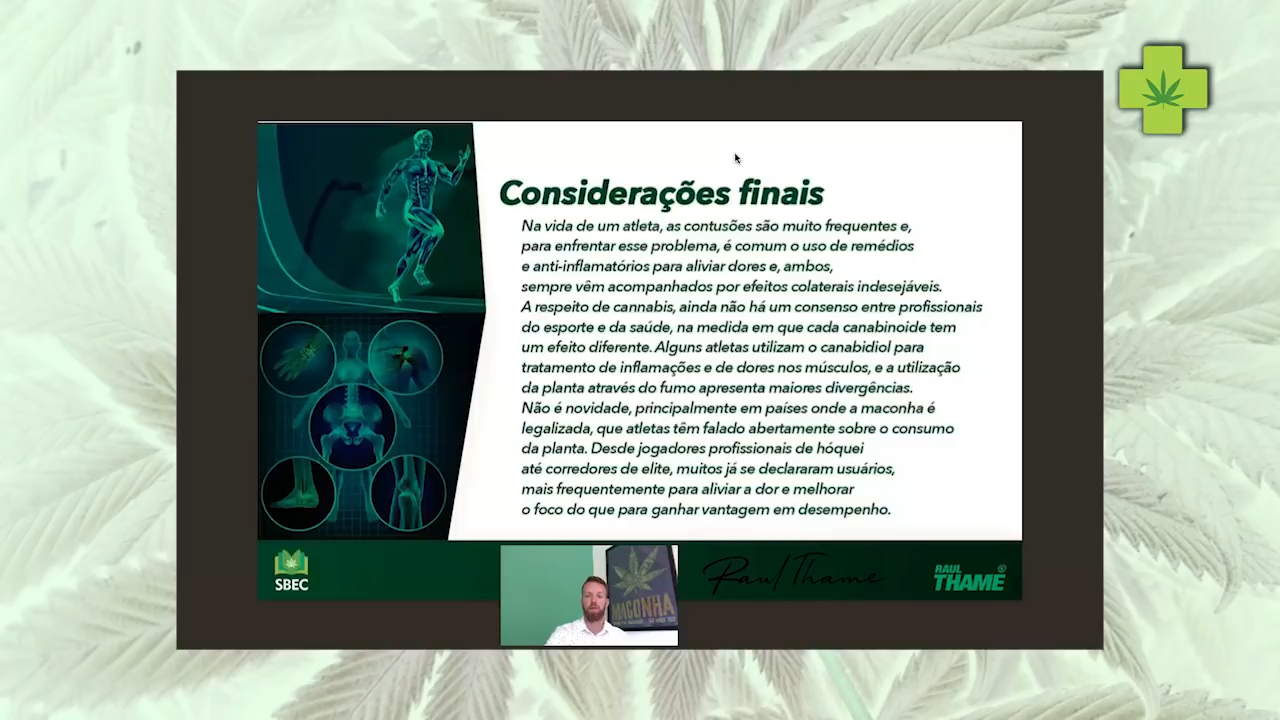 Considerações finais
Na vida de um atleta, as contusões são muito frequentes e,
para enfrentar esse problema, é comum o uso de remédios
e anti-inflamatórios para aliviar dores e, ambos,
sempre vêm acompanhados por efeitos colaterais indesejáveis.
A respeito de cannabis, ainda não há um consenso entre profissionais
do esporte e da saúde, na medida em que cada canabinoide tem
um efeito diferente. Alguns atletas utilizam o canabidiol para
tratamento de inflamações e de dores nos músculos, e a utilização
da planta através do fumo apresenta maiores divergências.
Não é novidade, principalmente em países onde a maconha é
legalizada, que atletas têm falado abertamente sobre o consumo
da planta. Desde jogadores profissionais de hóquei
até corredores de elite, muitos já se declararam usuários,
mais frequentemente para aliviar a dor e melhorar
o foco do que para ganhar vantagem em desempenho.
SBEC
MACONHA
Raul Thame
RAUL
THAME